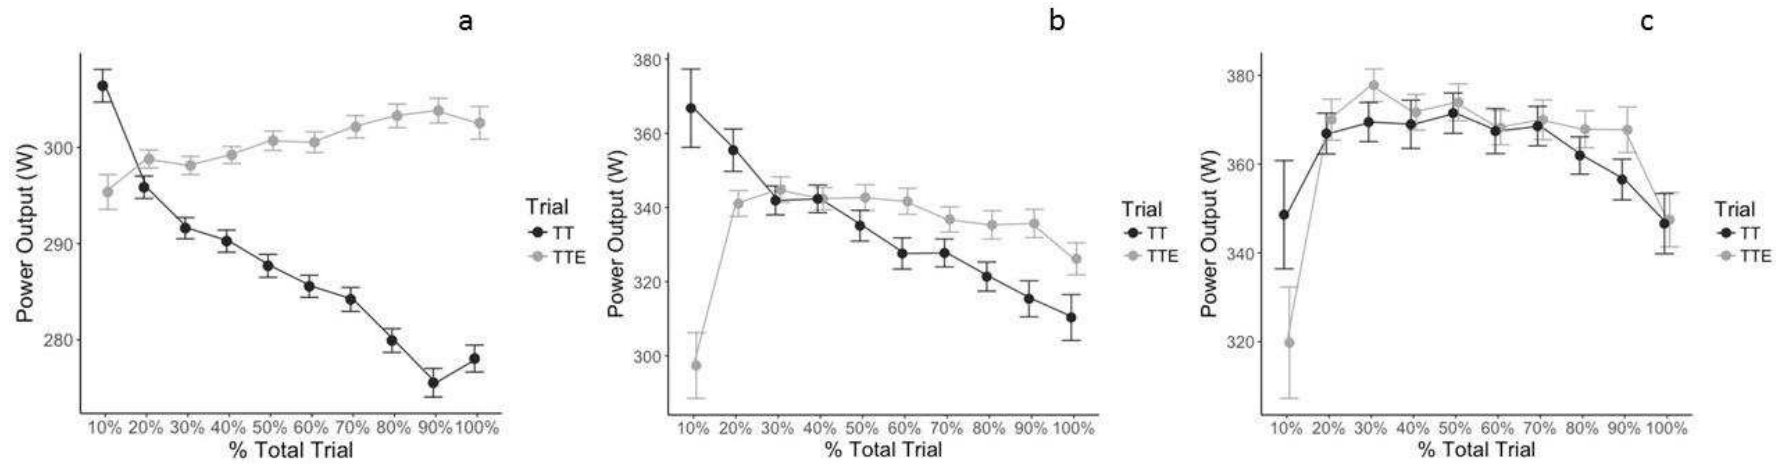 a
Power Output (W)
300
290
280
10% 20% 30% 40% 50% 60% 70% 80% 90% 100%
% Total Trial
Trial
TT
TTE
b
Power Output (W)
380
360
340
320
300
10% 20% 30% 40% 50% 60% 70% 80% 90% 100%
% Total Trial
Trial
TT
TTE
c
Power Output (W)
380
360
340
320
10% 20% 30% 40% 50% 60% 70% 80% 90% 100%
% Total Trial
Trial
TT
TTE